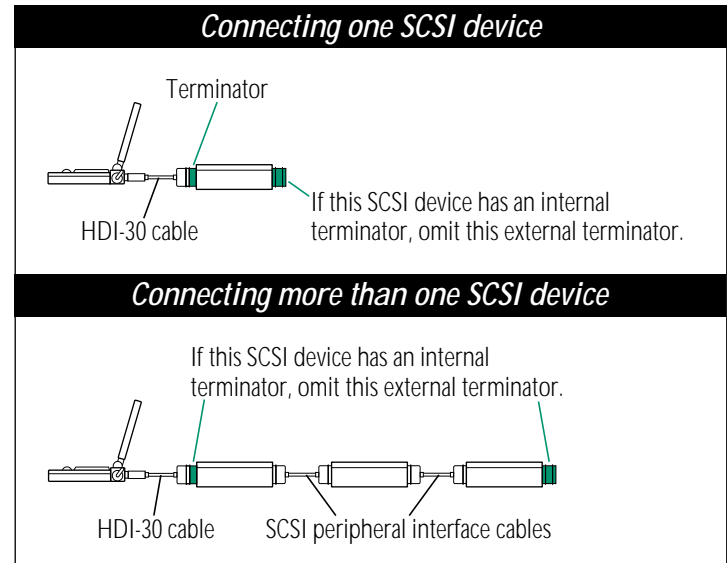 Connecting one SCSI device
Terminator
HDI-30 cable
If this SCSI device has an internal
terminator, omit this external terminator.
Connecting more than one SCSI device
If this SCSI device has an internal
terminator, omit this external terminator.
HDI-30 cable
SCSI peripheral interface cables